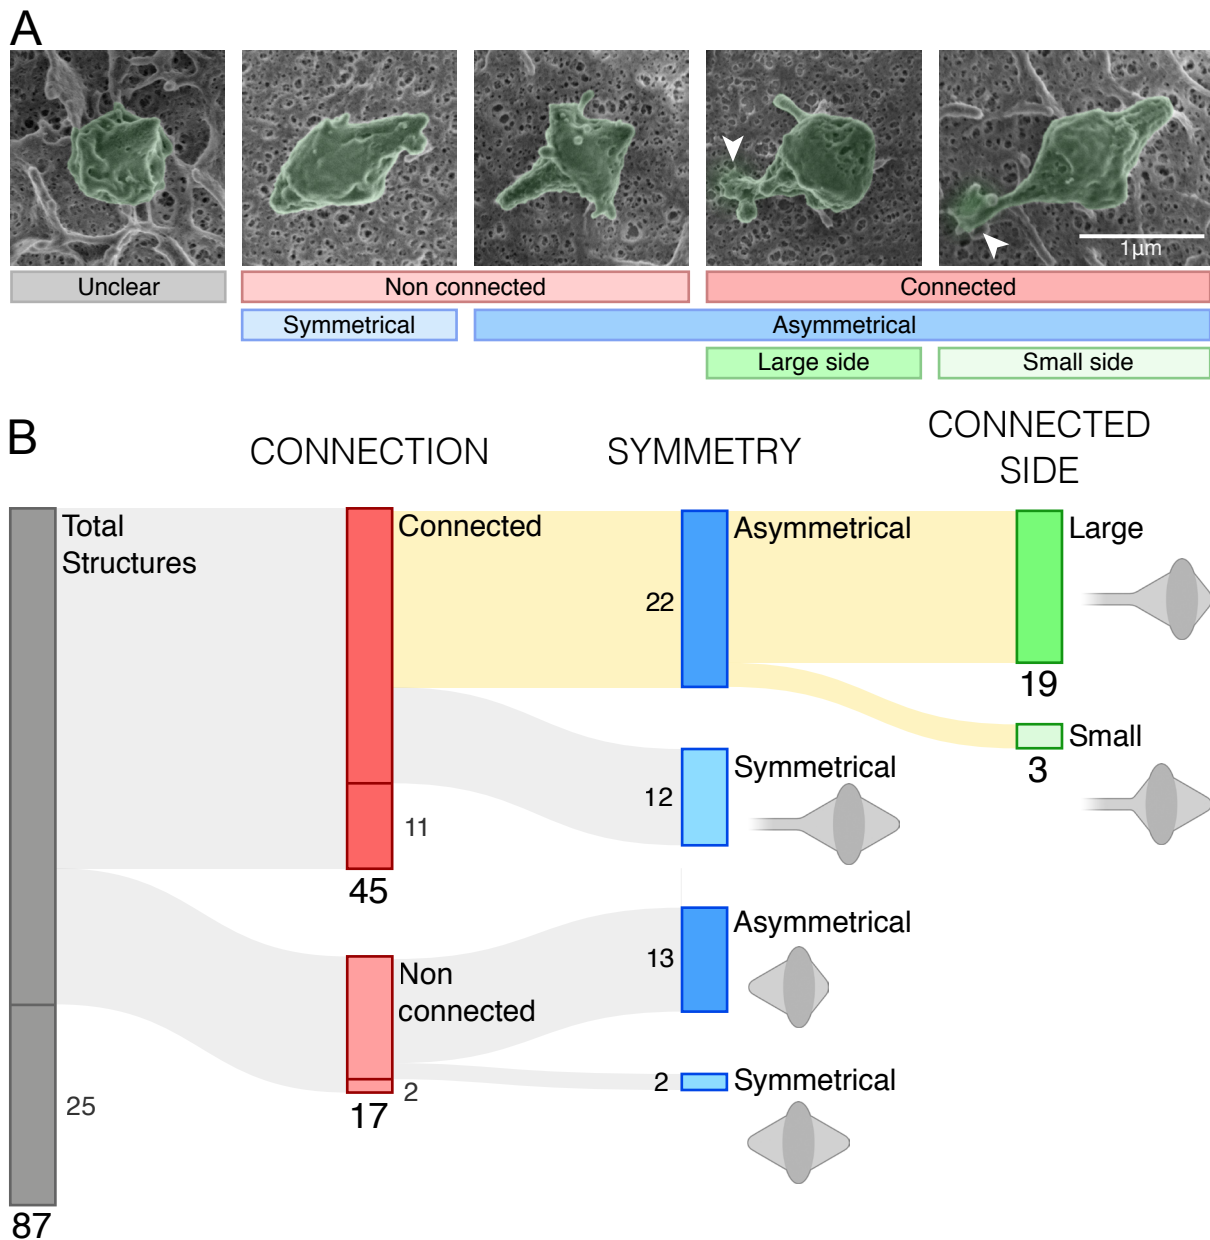 A
1µm
Unclear
Non connected
Connected
Symmetrical
Asymmetrical
Large side
Small side
B
CONNECTION
SYMMETRY
CONNECTED
SIDE
Total
Structures
Connected
Asymmetrical
Large
22
19
Small
3
Symmetrical
12
11
45
Asymmetrical
13
Non
connected
2
Symmetrical
2
17
25
87